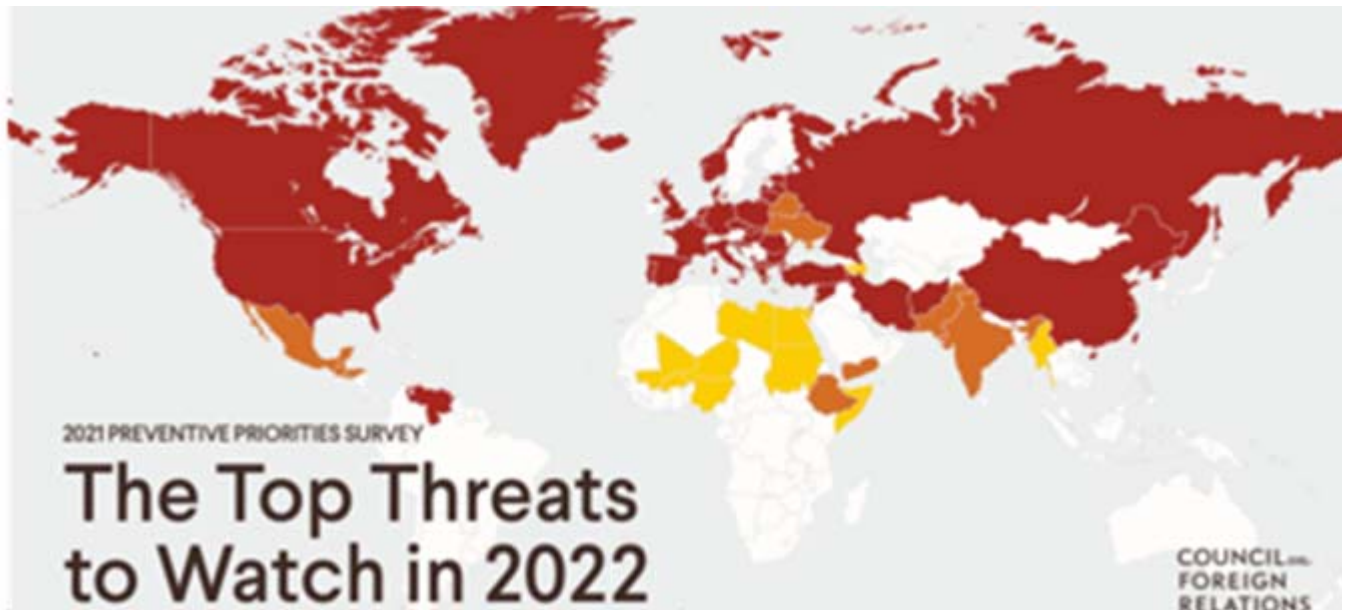 2021 PREVENTIVE PRIORITIES SURVEY
The Top Threats
to Watch in 2022
COUNCIL
FOREIGN
RELATIONS